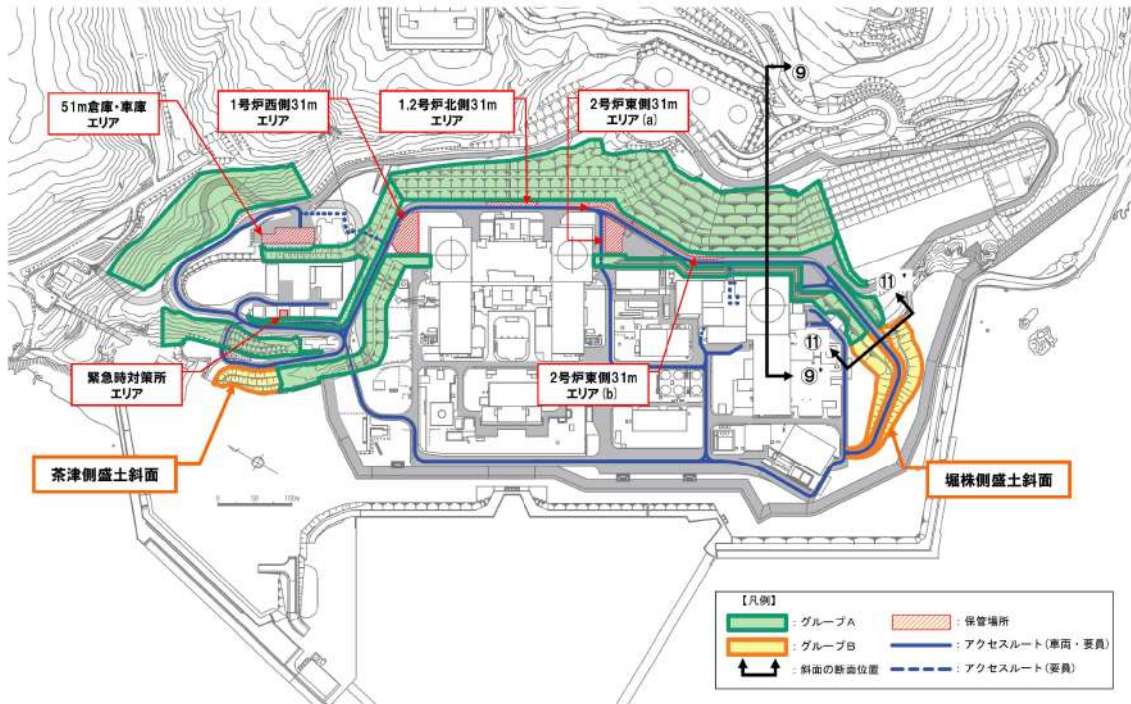 ⑨
51m倉庫・車庫
エリア
1号炉西側31m
エリア
1,2号炉北側31m
エリア
2号炉東側31m
エリア(a)
⑪'
⑪
⑨'
緊急時対策所
エリア
2号炉東側31m
エリア(b)
茶津側盛土斜面
堀株側盛土斜面
0 50 100m
【凡例】
：グループA
：グループB
：斜面の断面位置
：保管場所
：アクセスルート(車両・要員)
：アクセスルート(要員)